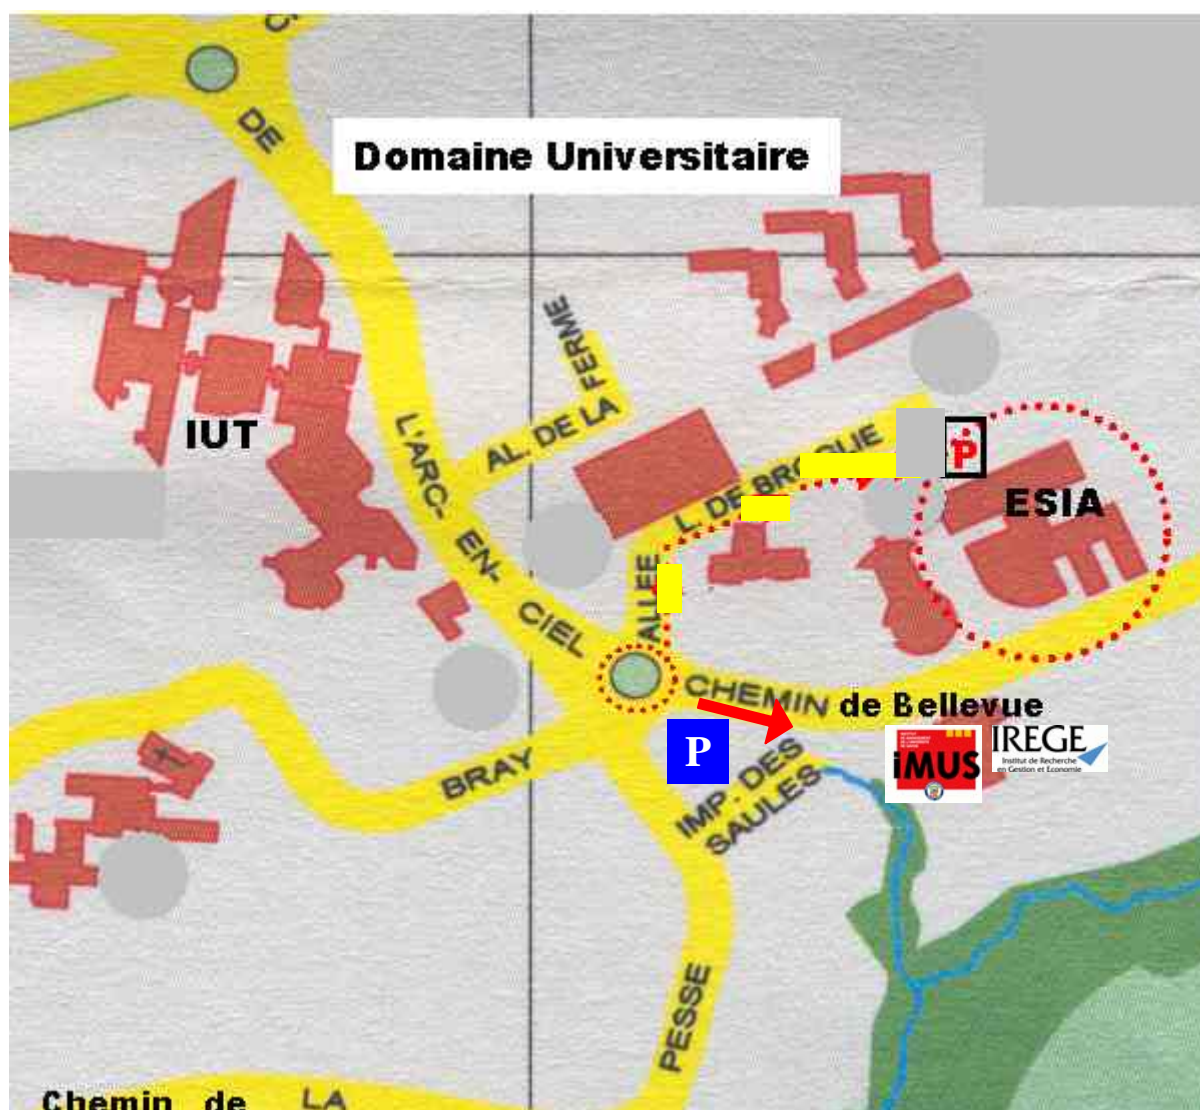 DE
Domaine Universitaire
FERME
AL. DE LA
L'ARC-
IUT
L. DE BROGLIE
P
ESIA
EN-
ALLEE
CIEL
CHEMIN de Bellevue
P
IREGE
Institut de Recherche
en Gestion et Economie
iMUS
BRAY
IMP. DES
SAULES
PESSE
Chemin de LA